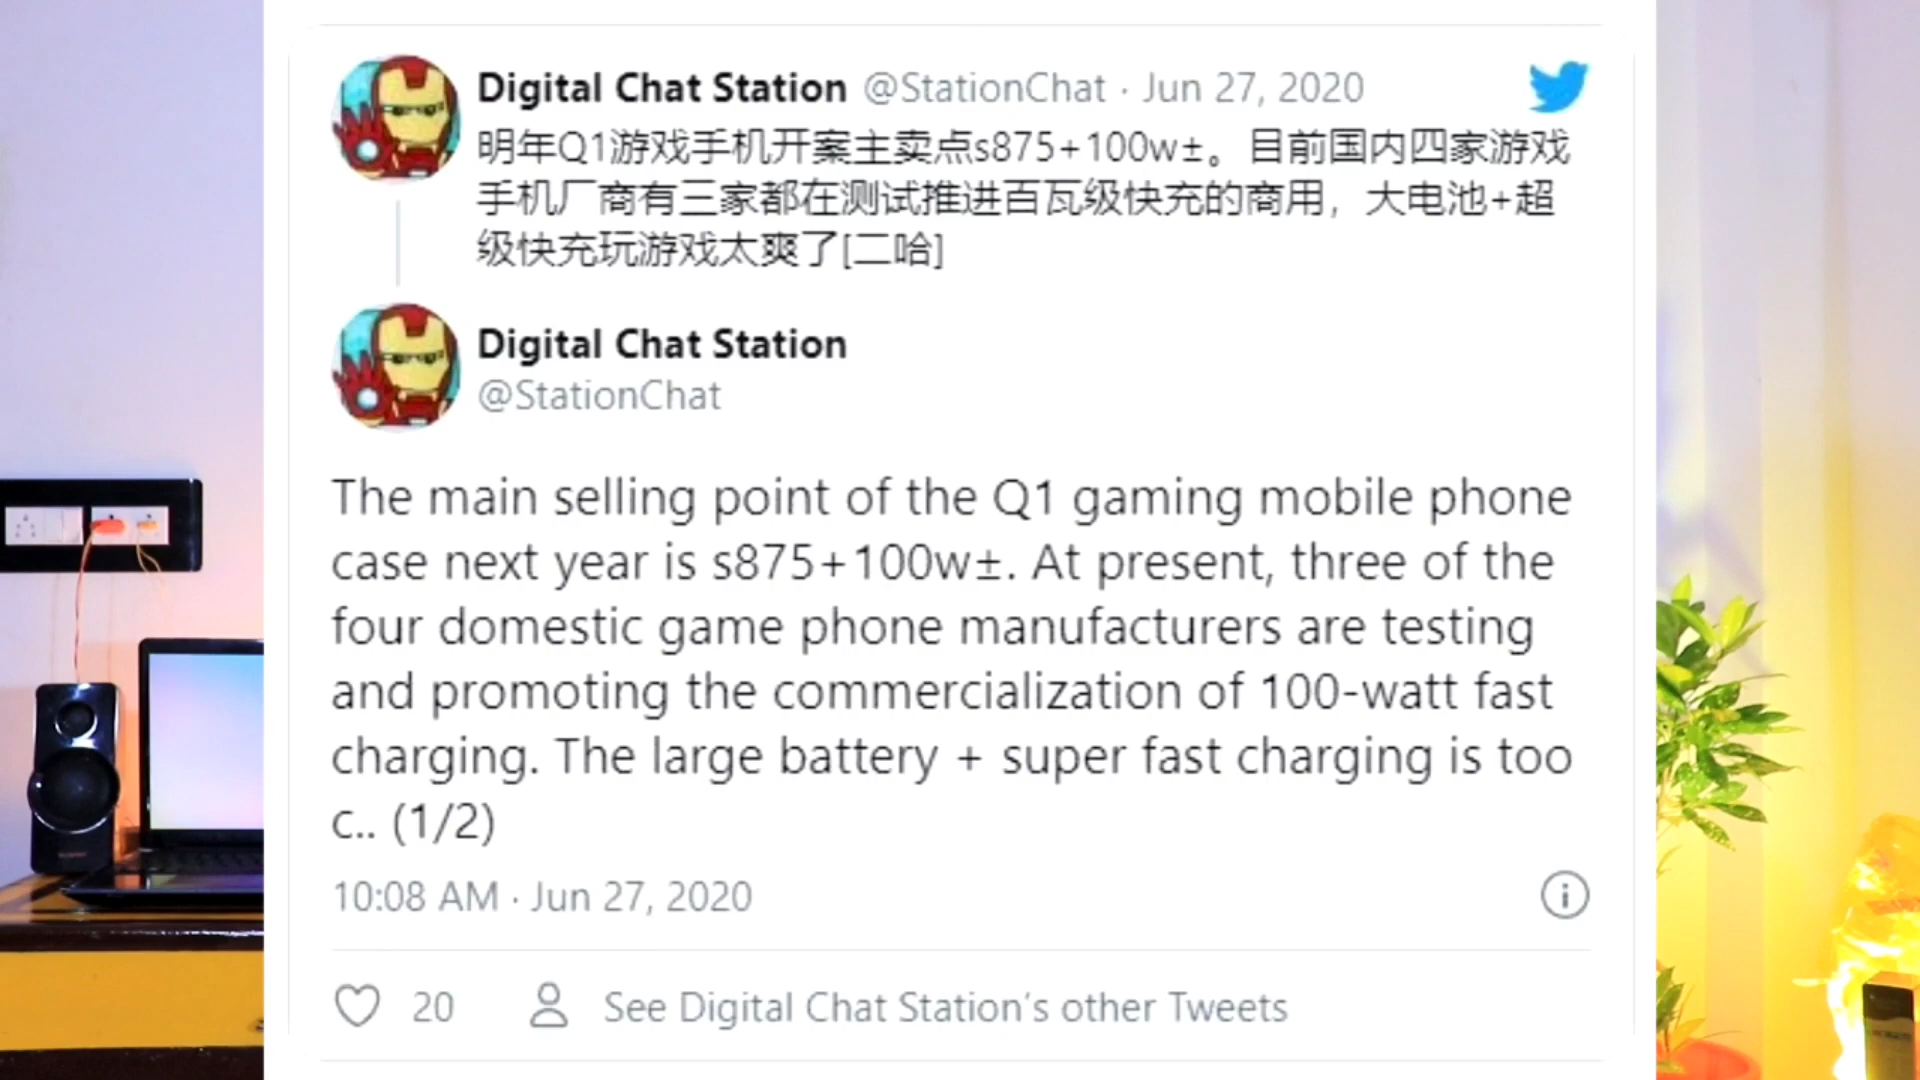 Digital Chat Station @StationChat · Jun 27, 2020
明年Q1游戏手机开案主卖点s875+100w±。目前国内四家游戏
手机厂商有三家都在测试推进百瓦级快充的商用，大电池+超
级快充玩游戏太爽了[二哈]
Digital Chat Station
@StationChat
The main selling point of the Q1 gaming mobile phone
case next year is s875+100w±. At present, three of the
four domestic game phone manufacturers are testing
and promoting the commercialization of 100-watt fast
charging. The large battery + super fast charging is too
c.. (1/2)
10:08 AM · Jun 27, 2020
20
See Digital Chat Station's other Tweets